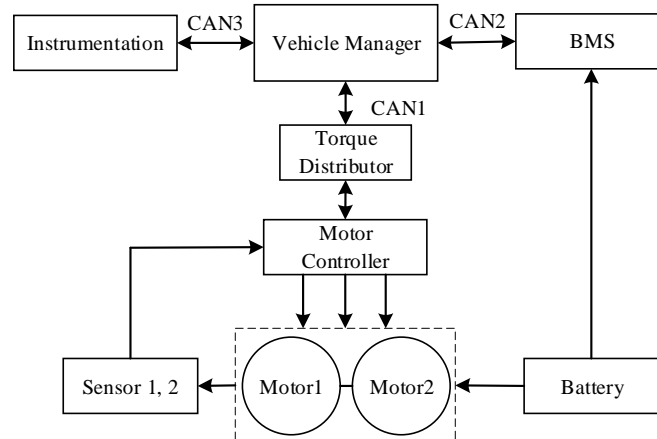 CAN3
CAN2
Instrumentation
Vehicle Manager
BMS
CAN1
Torque
Distributor
Motor
Controller
Sensor 1, 2
Motor1
Motor2
Battery